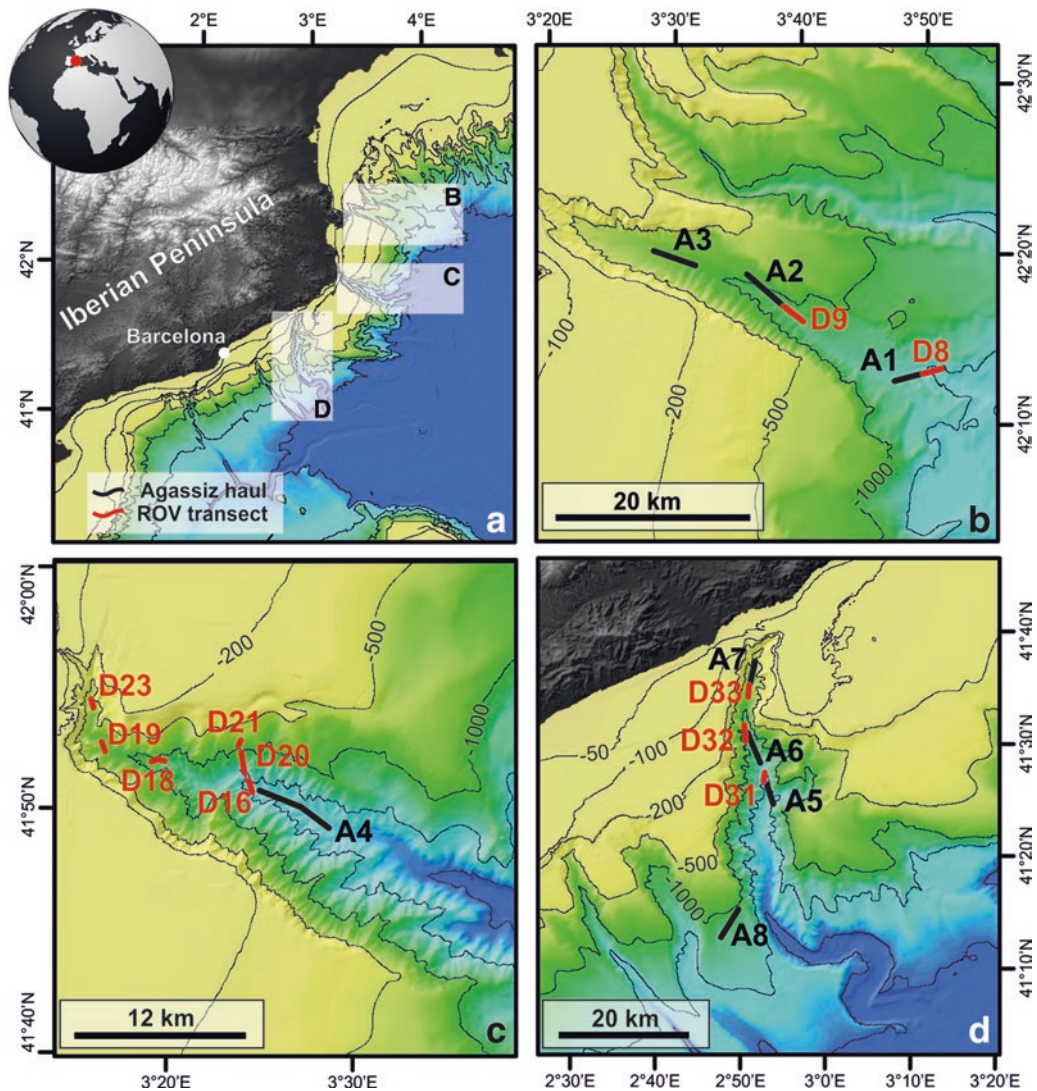 2°E 3° 4°
B
42°N
Iberian Peninsula
C
Barcelona
D
41°N
Agassiz haul
ROV transect
a
3°20'E 3°40'E 3°50'E
42°30'N
A3
42°20'N
A2
D9
-100
A1 D8
-200
-500
42°10'N
-1000
20 km
b
42°00'N
-200
-500
D23
D21
-1000
D19
D20
D18
D16
41°50'N
A4
12 km
c
41°40'N
3°20'E 3°30'E
41°40'N
A7
D33
-50
D32
A6
41°30'N
-100
D31
A5
-200
41°20'N
-500
-1000
A8
41°10'N
20 km
d
2°30'E 2°40'E 2°50'E 3°0'E 3°10'E 3°20'E